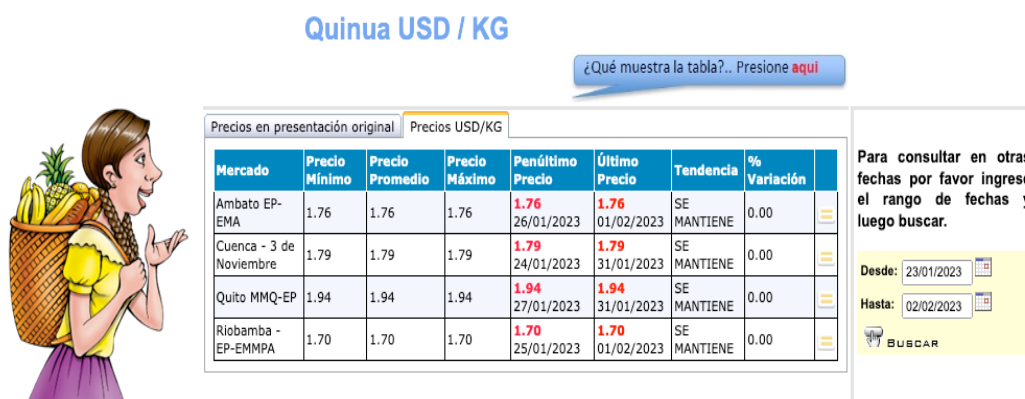 Quinua USD / KG
¿Qué muestra la tabla?.. Presione aqui
Precios en presentación original Precios USD/KG
Mercado Precio Mínimo Precio Promedio Precio Máximo Penúltimo Precio Último Precio Tendencia % Variación
Ambato EP-EMA 1.76 1.76 1.76 1.76 26/01/2023 1.76 01/02/2023 SE MANTIENE 0.00
Cuenca - 3 de Noviembre 1.79 1.79 1.79 1.79 24/01/2023 1.79 31/01/2023 SE MANTIENE 0.00
Quito MMQ-EP 1.94 1.94 1.94 1.94 27/01/2023 1.94 31/01/2023 SE MANTIENE 0.00
Riobamba - EP-EMMPA 1.70 1.70 1.70 1.70 25/01/2023 1.70 01/02/2023 SE MANTIENE 0.00
Para consultar en otras
fechas por favor ingrese
el rango de fechas y
luego buscar.
Desde: 23/01/2023
Hasta: 02/02/2023
BUSCAR